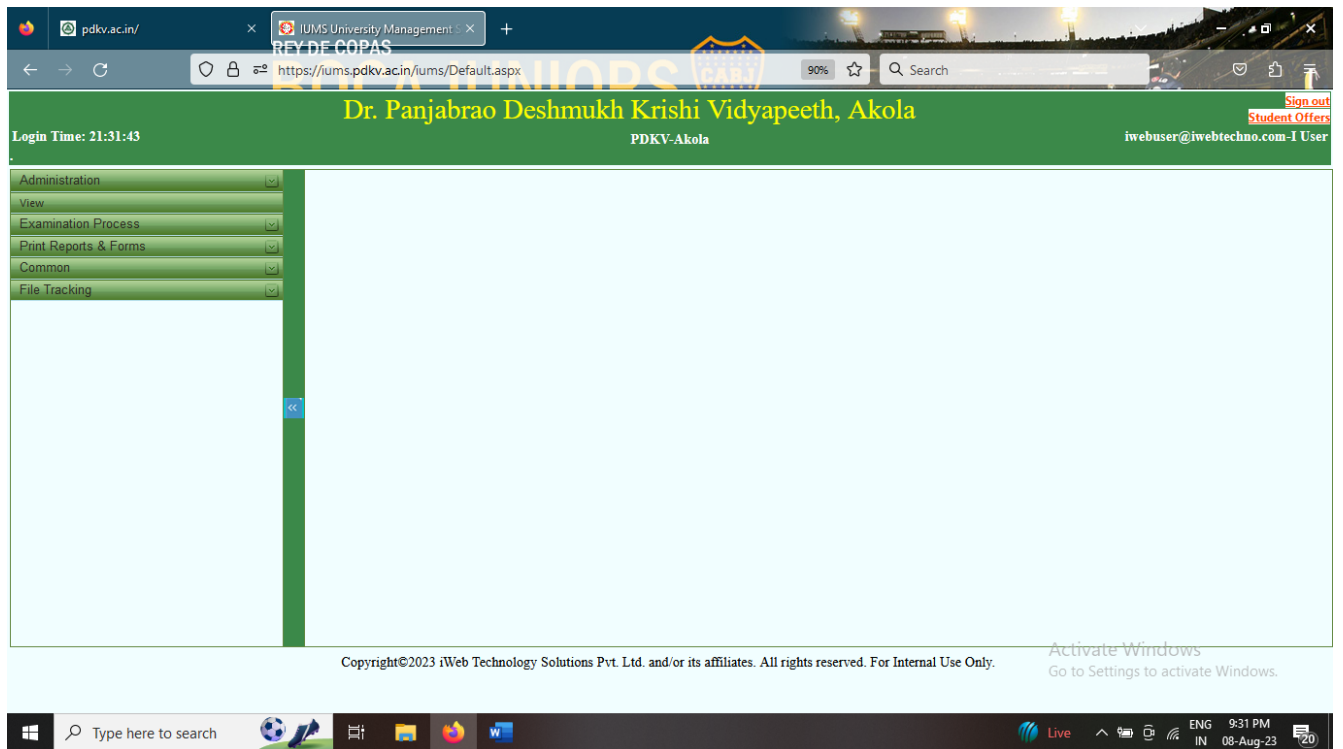 pdkv.ac.in/
IUMS University Management S
REY DE COPAS
https://iums.pdkv.ac.in/iums/Default.aspx
90%
Search
BOCA JUNIORS
CABJ
Dr. Panjabrao Deshmukh Krishi Vidyapeeth, Akola
Sign out
Student Offers
Login Time: 21:31:43
PDKV-Akola
iwebuser@iwebtechno.com-I User
.
Administration
View
Examination Process
Print Reports & Forms
Common
File Tracking
Copyright©2023 iWeb Technology Solutions Pvt. Ltd. and/or its affiliates. All rights reserved. For Internal Use Only.
Activate Windows
Go to Settings to activate Windows.
Type here to search
Live
ENG
IN
9:31 PM
08-Aug-23
20